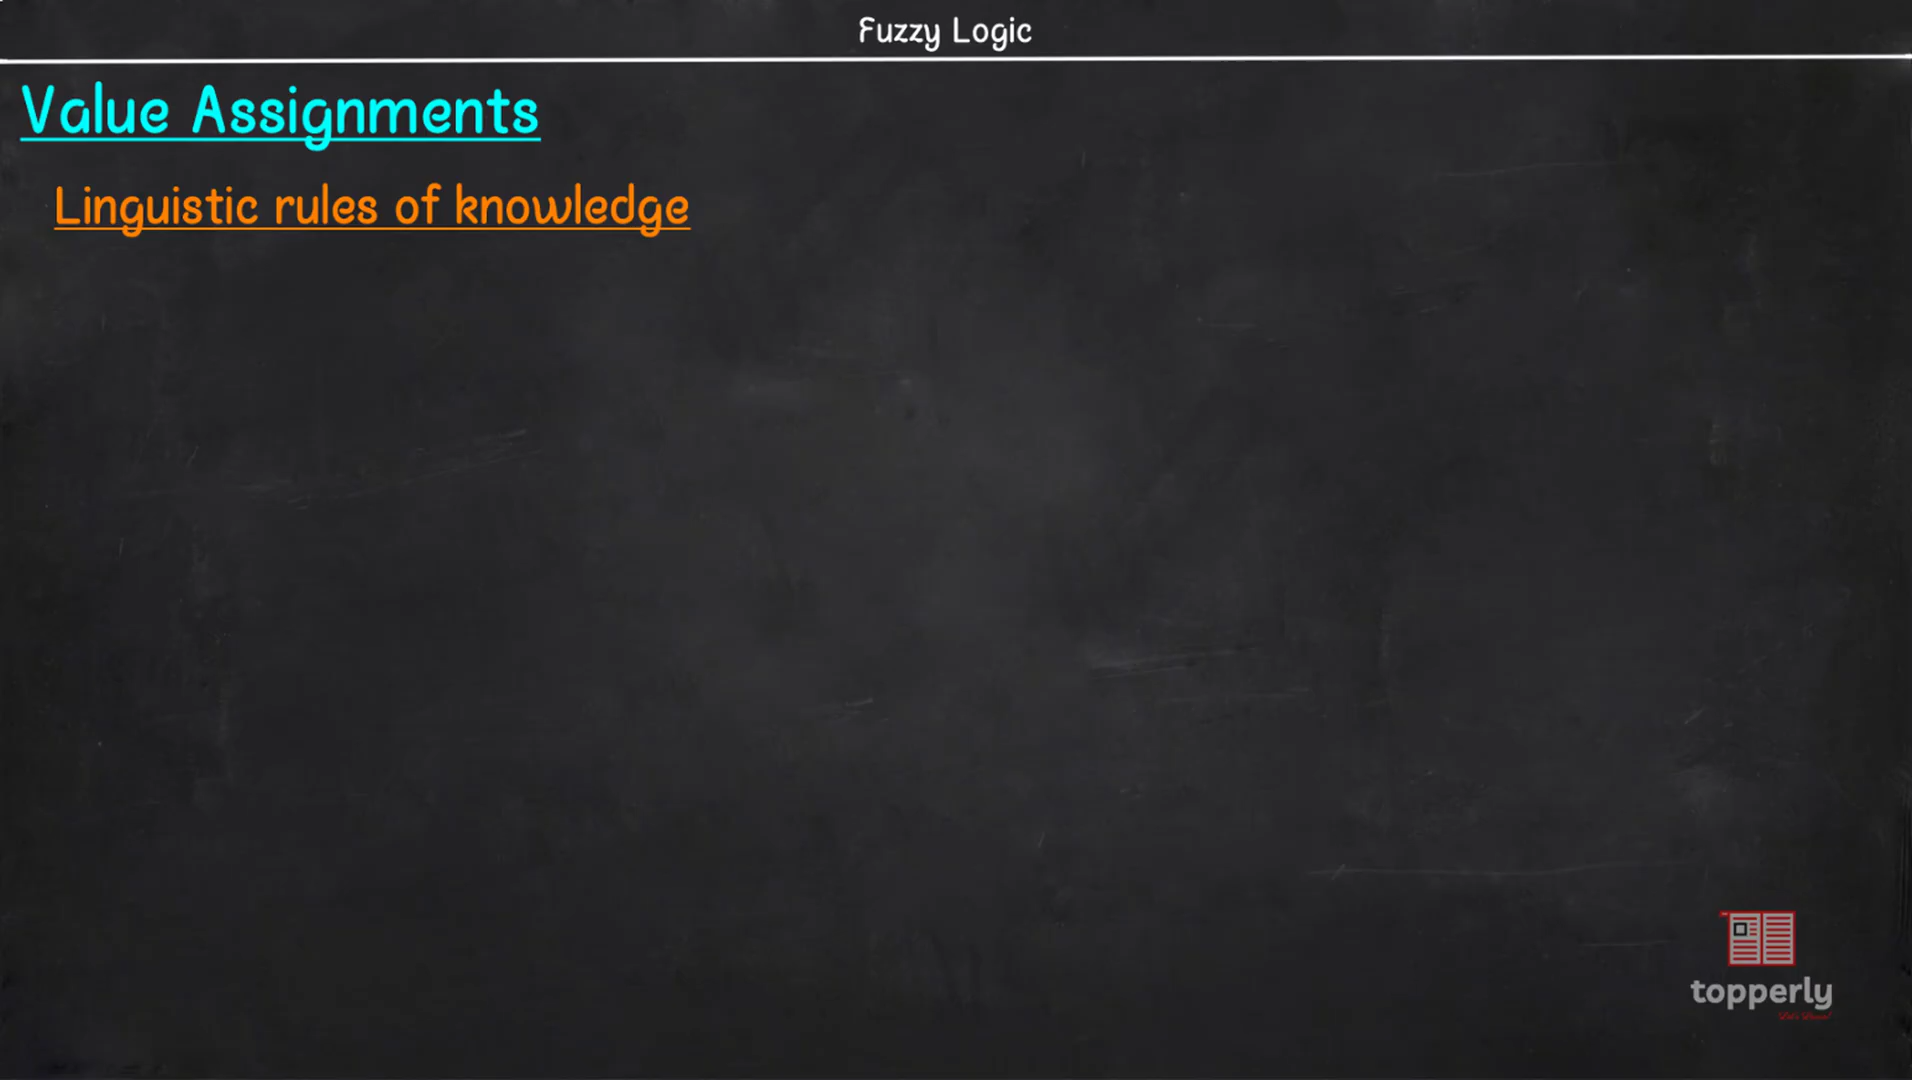 Fuzzy Logic
Value Assignments
Linguistic rules of knowledge
topperly